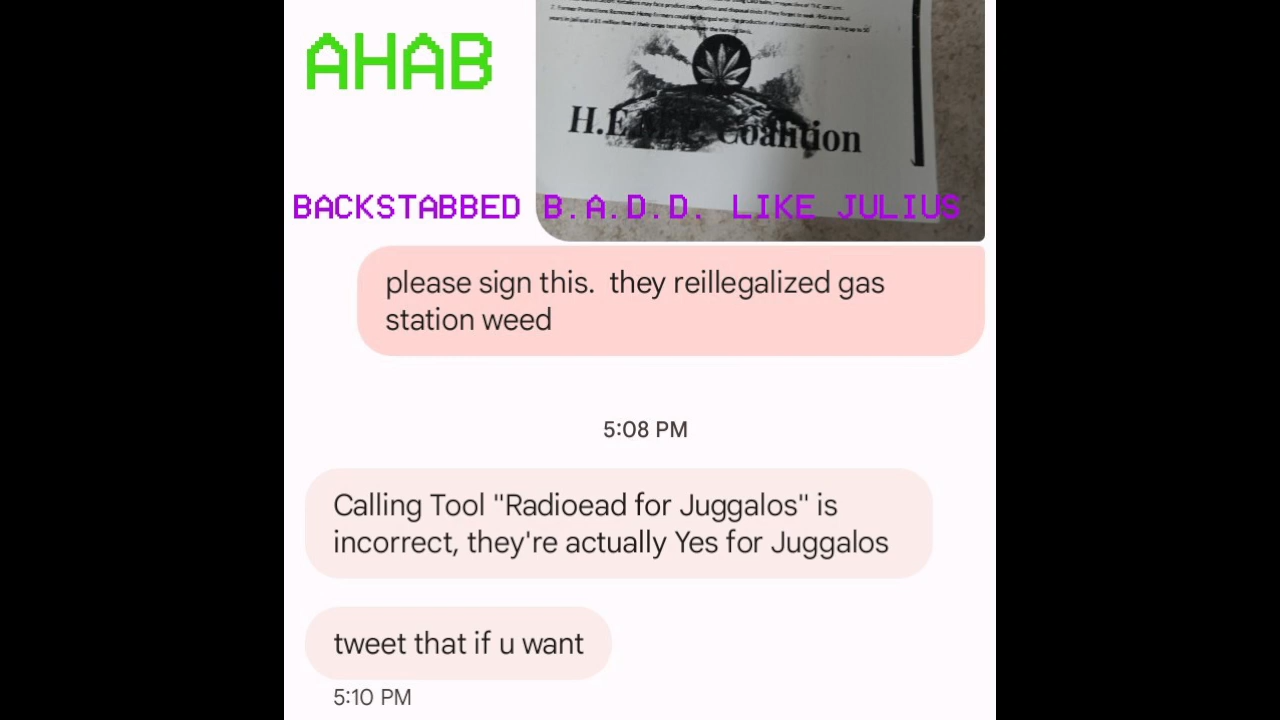 AHAB
H.E Coalition
BACKSTABBED B.A.D.D. LIKE JULIUS
please sign this.  they reillegalized gas
station weed
5:08 PM
Calling Tool "Radioead for Juggalos" is
incorrect, they're actually Yes for Juggalos
tweet that if u want
5:10 PM